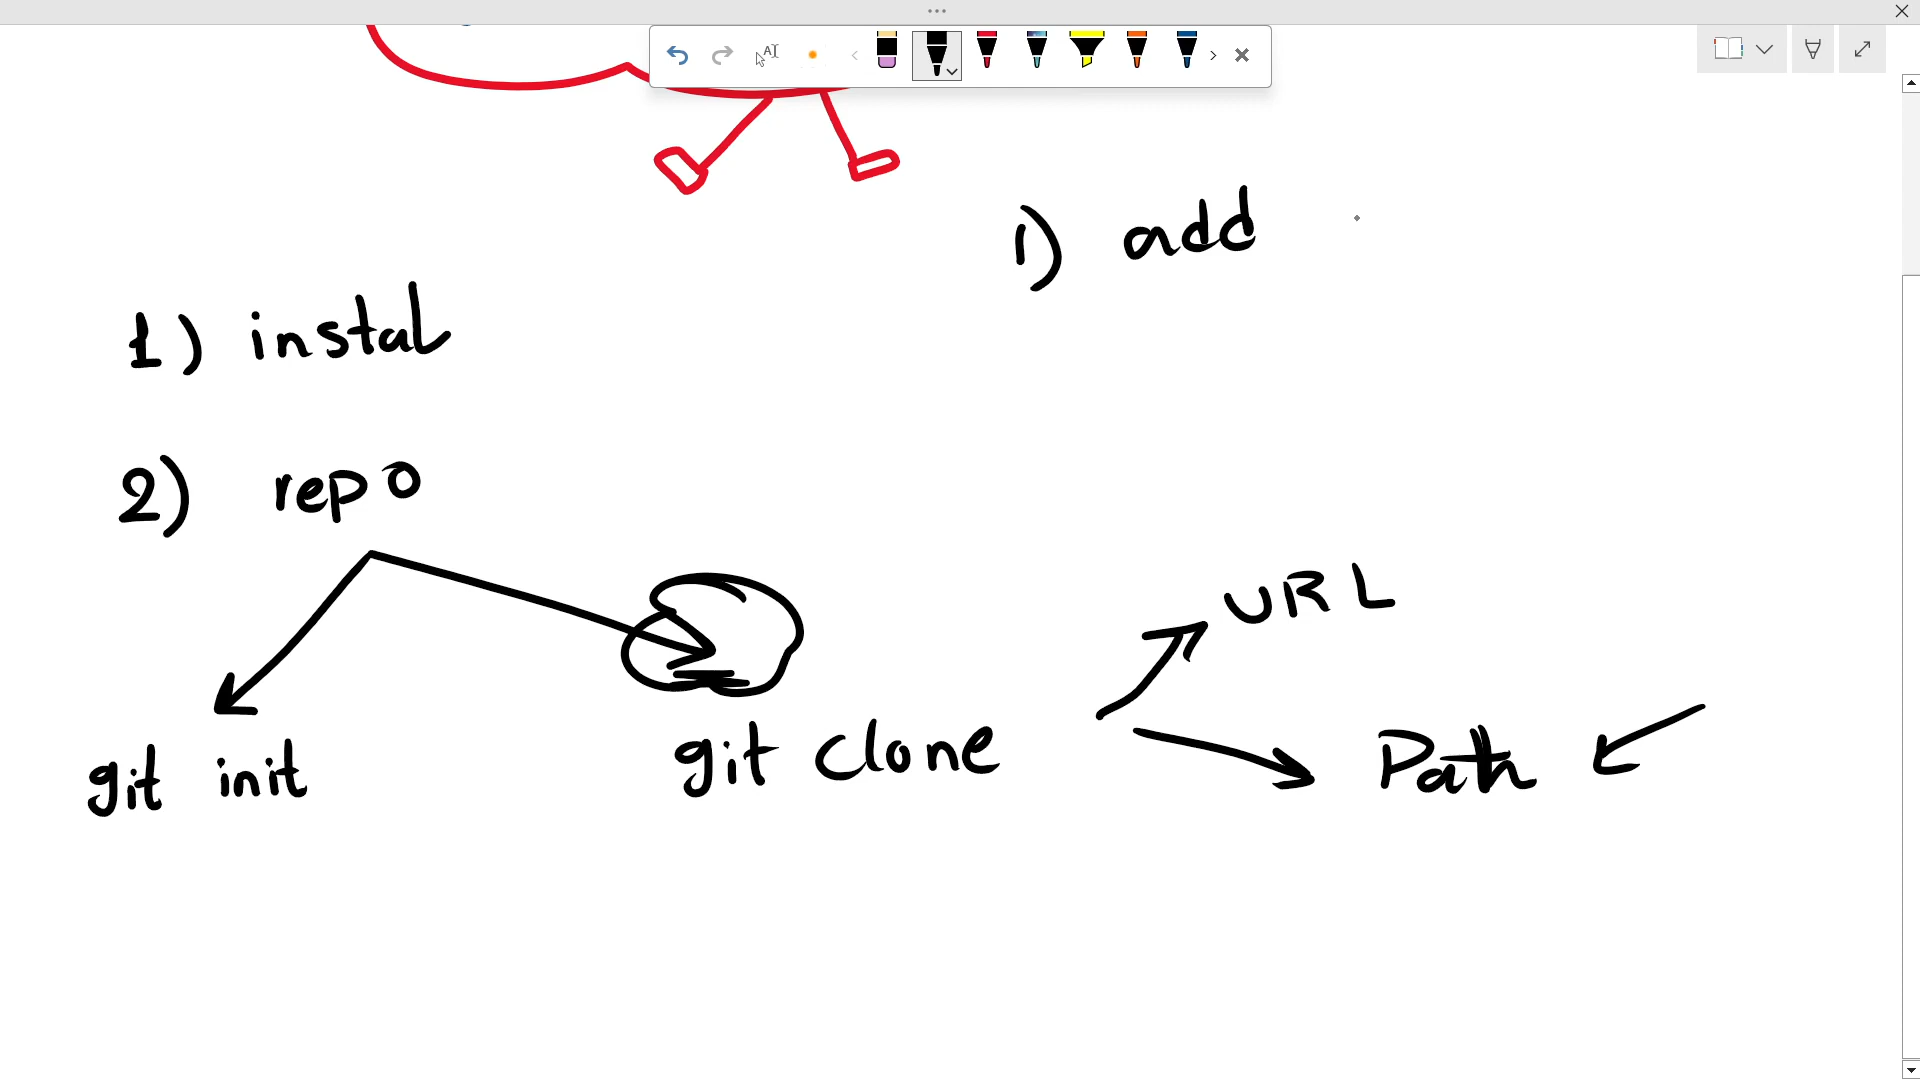 1) add
1) instal
2) repo
URL
git init
git clone
Path